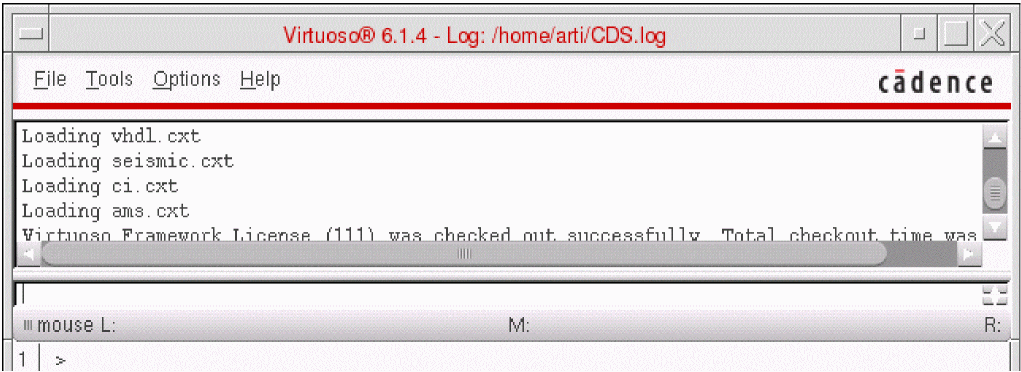 Virtuoso® 6.1.4 - Log: /home/arti/CDS.log
File Tools Options Help cādence
Loading vhdl.cxt
Loading seismic.cxt
Loading ci.cxt
Loading ams.cxt
Virtuoso Framework License (111) was checked out successfully. Total checkout time was
mouse L: M: R:
1 >